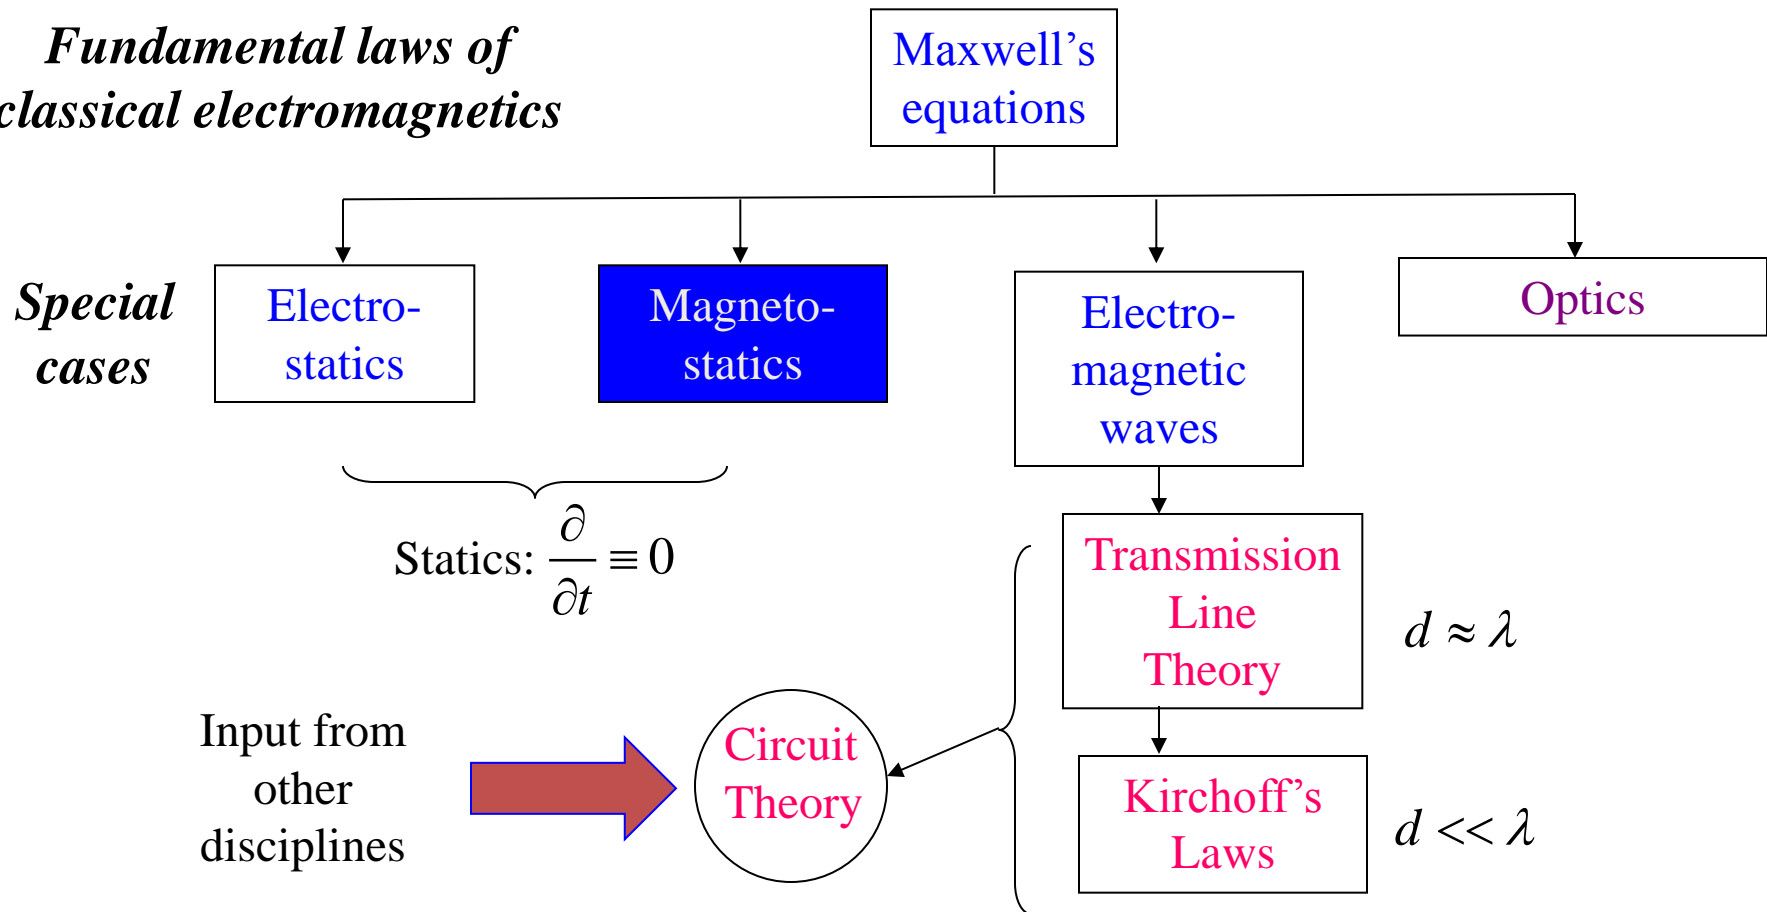 Fundamental laws of
classical electromagnetics
Maxwell's
equations
Special
cases
Electro-
statics
Magneto-
statics
Electro-
magnetic
waves
Optics
Statics: ∂/∂t ≡ 0
Transmission
Line
Theory
d ≈ λ
Input from
other
disciplines
Circuit
Theory
Kirchoff's
Laws
d << λ